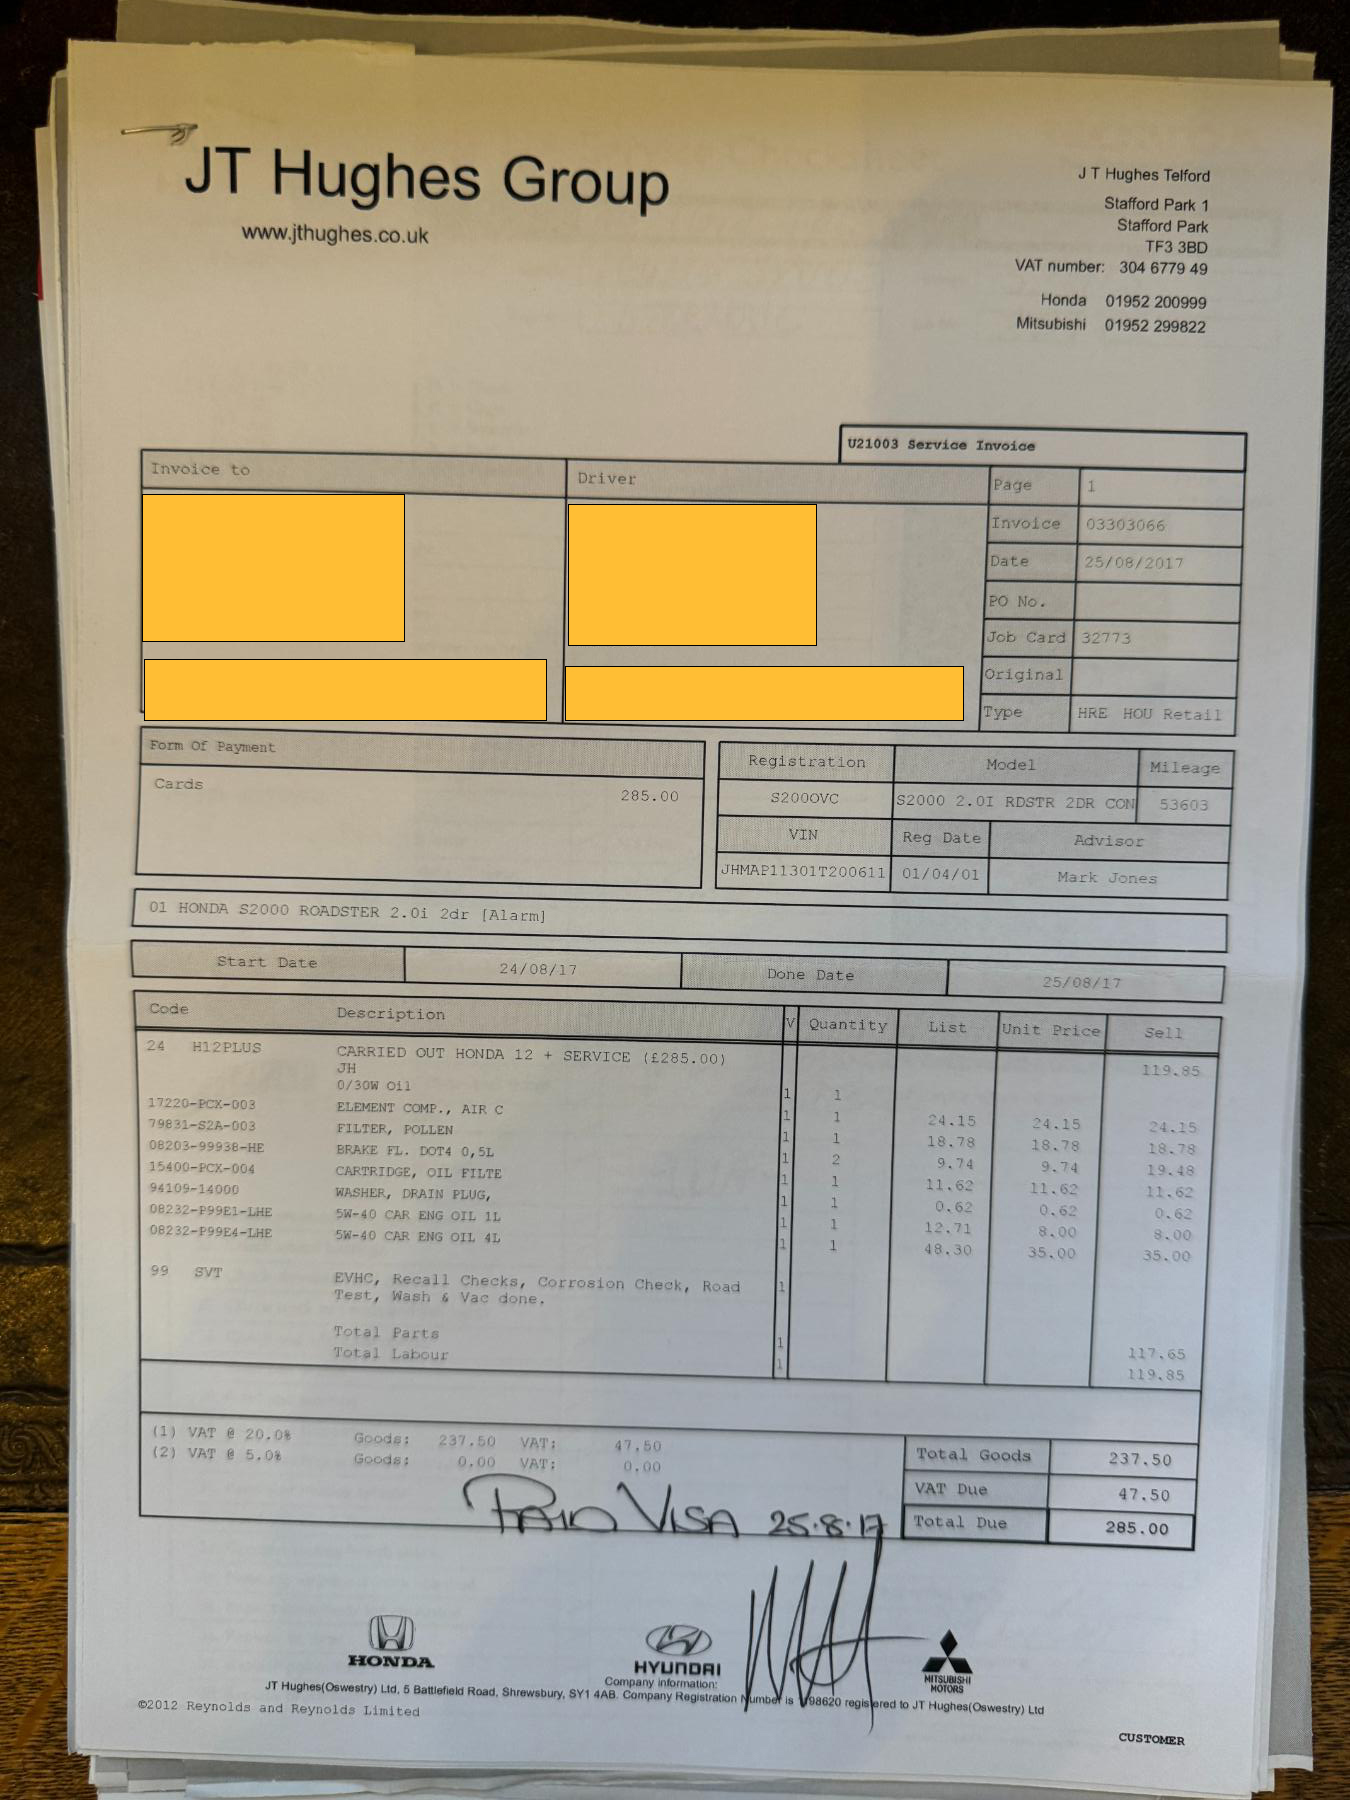 JT Hughes Group
www.jthughes.co.uk
J T Hughes Telford
Stafford Park 1
Stafford Park
TF3 3BD
VAT number: 304 6779 49
Honda 01952 200999
Mitsubishi 01952 299822
U21003 Service Invoice
Invoice to Driver
Page 1
Invoice 03303066
Date 25/08/2017
PO No.
Job Card 32773
Original
Type HRE HOU Retail
Form Of Payment
Cards 285.00
Registration Model Mileage
S200OVC S2000 2.0I RDSTR 2DR CON 53603
VIN Reg Date Advisor
JHMAP11301T200611 01/04/01 Mark Jones
01 HONDA S2000 ROADSTER 2.0i 2dr [Alarm]
Start Date 24/08/17 Done Date 25/08/17
Code Description V Quantity List Unit Price Sell
24 H12PLUS CARRIED OUT HONDA 12 + SERVICE (£285.00) 119.85
JH
0/30W Oil 1 1
17220-PCX-003 ELEMENT COMP., AIR C 1 1 24.15 24.15 24.15
79831-S2A-003 FILTER, POLLEN 1 1 18.78 18.78 18.78
08203-99938-HE BRAKE FL. DOT4 0,5L 1 2 9.74 9.74 19.48
15400-PCX-004 CARTRIDGE, OIL FILTE 1 1 11.62 11.62 11.62
94109-14000 WASHER, DRAIN PLUG, 1 1 0.62 0.62 0.62
08232-P99E1-LHE 5W-40 CAR ENG OIL 1L 1 1 12.71 8.00 8.00
08232-P99E4-LHE 5W-40 CAR ENG OIL 4L 1 1 48.30 35.00 35.00
99 SVT EVHC, Recall Checks, Corrosion Check, Road 1
Test, Wash & Vac done.
Total Parts 1 117.65
Total Labour 1 119.85
(1) VAT @ 20.0% Goods: 237.50 VAT: 47.50
(2) VAT @ 5.0% Goods: 0.00 VAT: 0.00
Total Goods 237.50
VAT Due 47.50
Total Due 285.00
PAID VISA 25.8.17
HONDA
HYUNDAI
MITSUBISHI
MOTORS
Company information:
JT Hughes(Oswestry) Ltd, 5 Battlefield Road, Shrewsbury, SY1 4AB. Company Registration Number is 98620 registered to JT Hughes(Oswestry) Ltd
©2012 Reynolds and Reynolds Limited
CUSTOMER